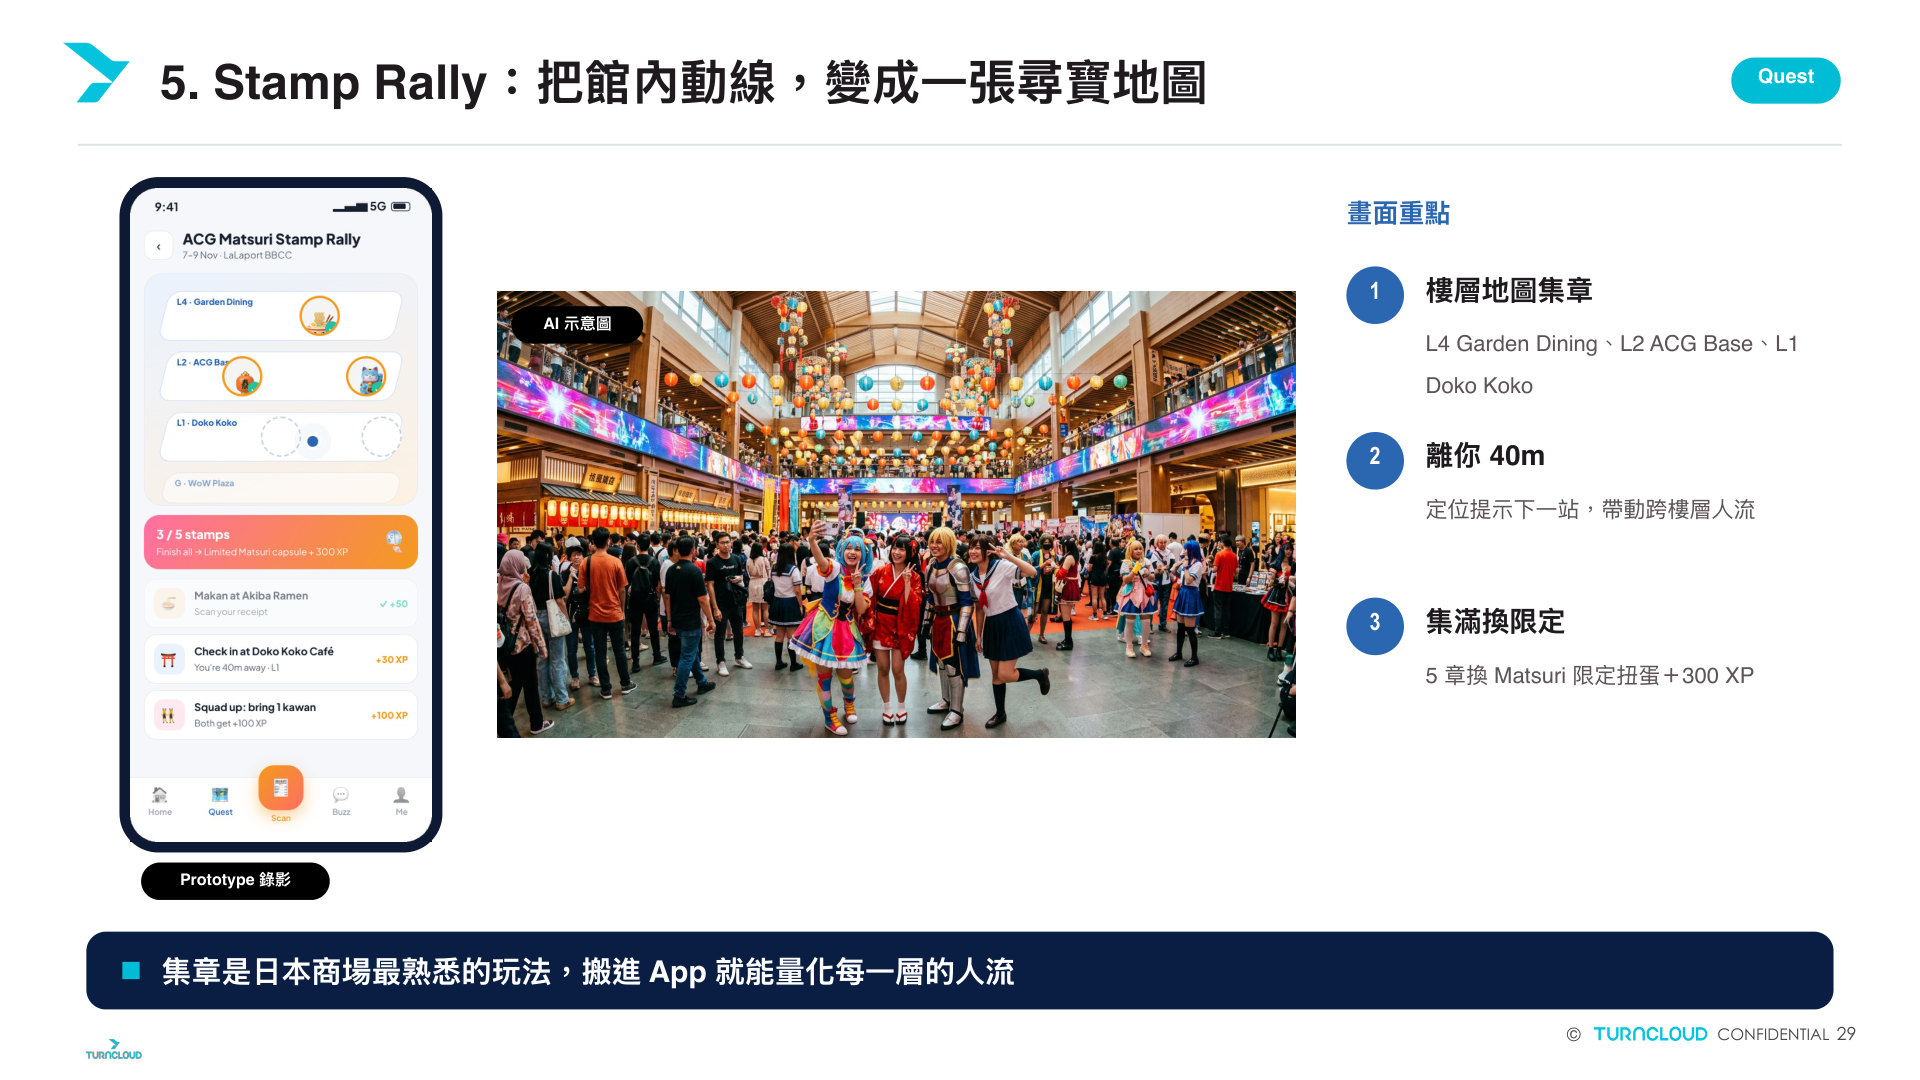 5. Stamp Rally：把館內動線，變成一張尋寶地圖
Quest
9:41
5G
ACG Matsuri Stamp Rally
7–9 Nov · LaLaport BBCC
L4 · Garden Dining
L2 · ACG Bas
L1 · Doko Koko
G · WoW Plaza
3 / 5 stamps
Finish all → Limited Matsuri capsule + 300 XP
Makan at Akiba Ramen
Scan your receipt
✓ +50
Check in at Doko Koko Café
You're 40m away · L1
+30 XP
Squad up: bring 1 kawan
Both get +100 XP
+100 XP
Home
Quest
Scan
Buzz
Me
Prototype 錄影
AI 示意圖
畫面重點
1
樓層地圖集章
L4 Garden Dining、L2 ACG Base、L1
Doko Koko
2
離你 40m
定位提示下一站，帶動跨樓層人流
3
集滿換限定
5 章換 Matsuri 限定扭蛋＋300 XP
集章是日本商場最熟悉的玩法，搬進 App 就能量化每一層的人流
TURNCLOUD
© TURNCLOUD CONFIDENTIAL 29